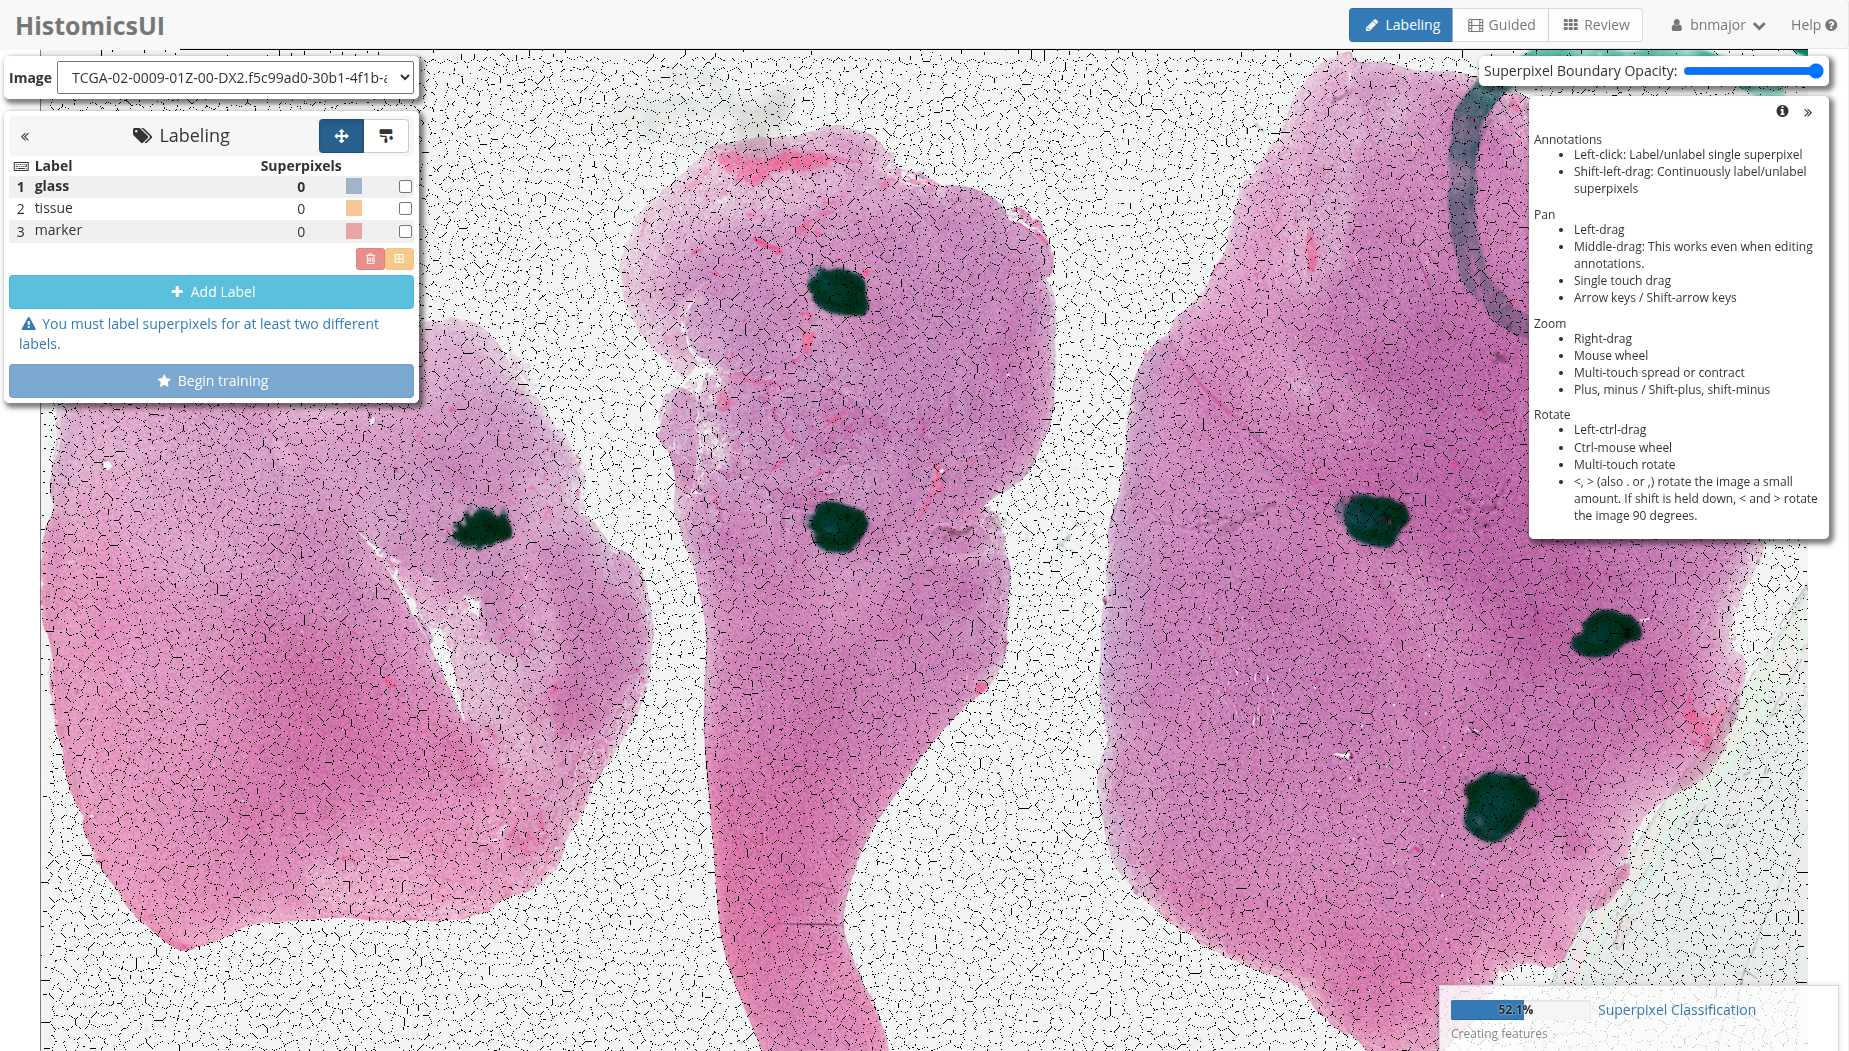 HistomicsUI
Labeling
Guided
Review
bnmajor
Help
Image
TCGA-02-0009-01Z-00-DX2.f5c99ad0-30b1-4f1b-
Superpixel Boundary Opacity:
« Labeling
Label Superpixels
1 glass 0
2 tissue 0
3 marker 0
+ Add Label
You must label superpixels for at least two different
labels.
Begin training
»
Annotations
• Left-click: Label/unlabel single superpixel
• Shift-left-drag: Continuously label/unlabel
superpixels
Pan
• Left-drag
• Middle-drag: This works even when editing
annotations.
• Single touch drag
• Arrow keys / Shift-arrow keys
Zoom
• Right-drag
• Mouse wheel
• Multi-touch spread or contract
• Plus, minus / Shift-plus, shift-minus
Rotate
• Left-ctrl-drag
• Ctrl-mouse wheel
• Multi-touch rotate
• <, > (also . or ,) rotate the image a small
amount. If shift is held down, < and > rotate
the image 90 degrees.
52.1% Superpixel Classification
Creating features